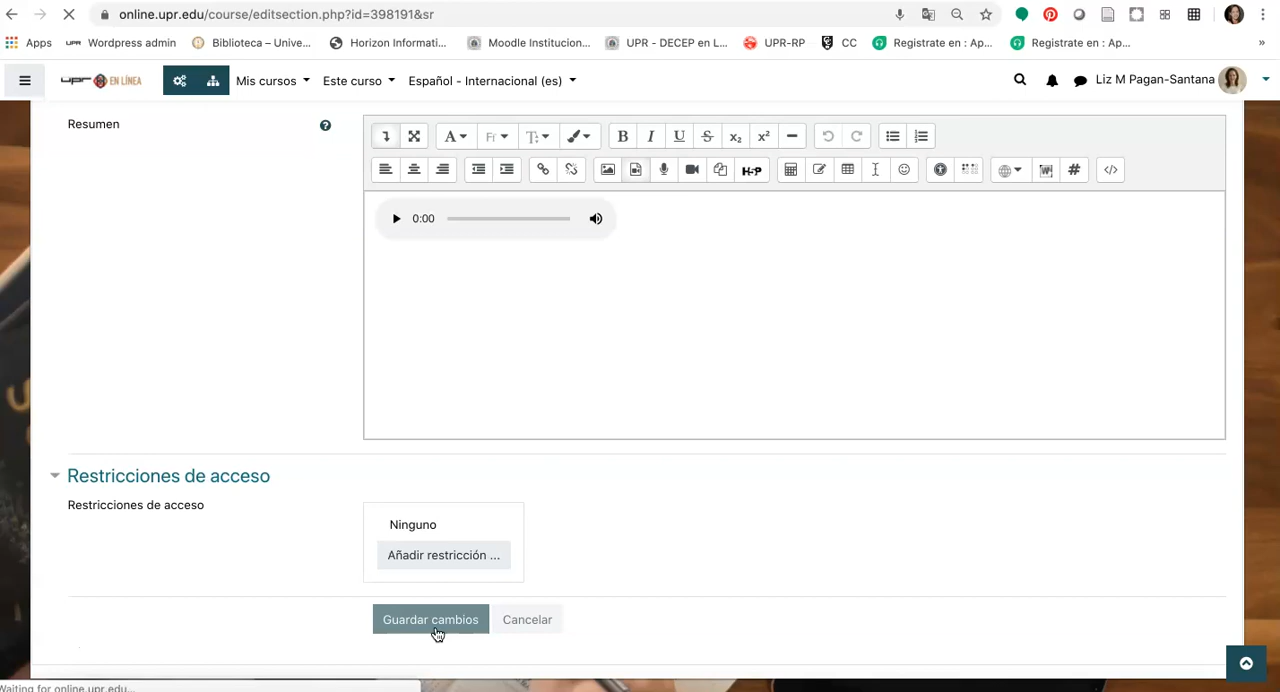 online.upr.edu/course/editsection.php?id=398191&sr
Apps
UPR Wordpress admin
Biblioteca – Unive...
Horizon Informati...
Moodle Institucion...
UPR - DECEP en L...
UPR-RP
CC
Registrate en : Ap...
Registrate en : Ap...
»
upr EN LÍNEA
Mis cursos
Este curso
Español - Internacional (es)
Liz M Pagan-Santana
Resumen
0:00
Restricciones de acceso
Restricciones de acceso
Ninguno
Añadir restricción ...
Guardar cambios
Cancelar
Waiting for online.upr.edu...